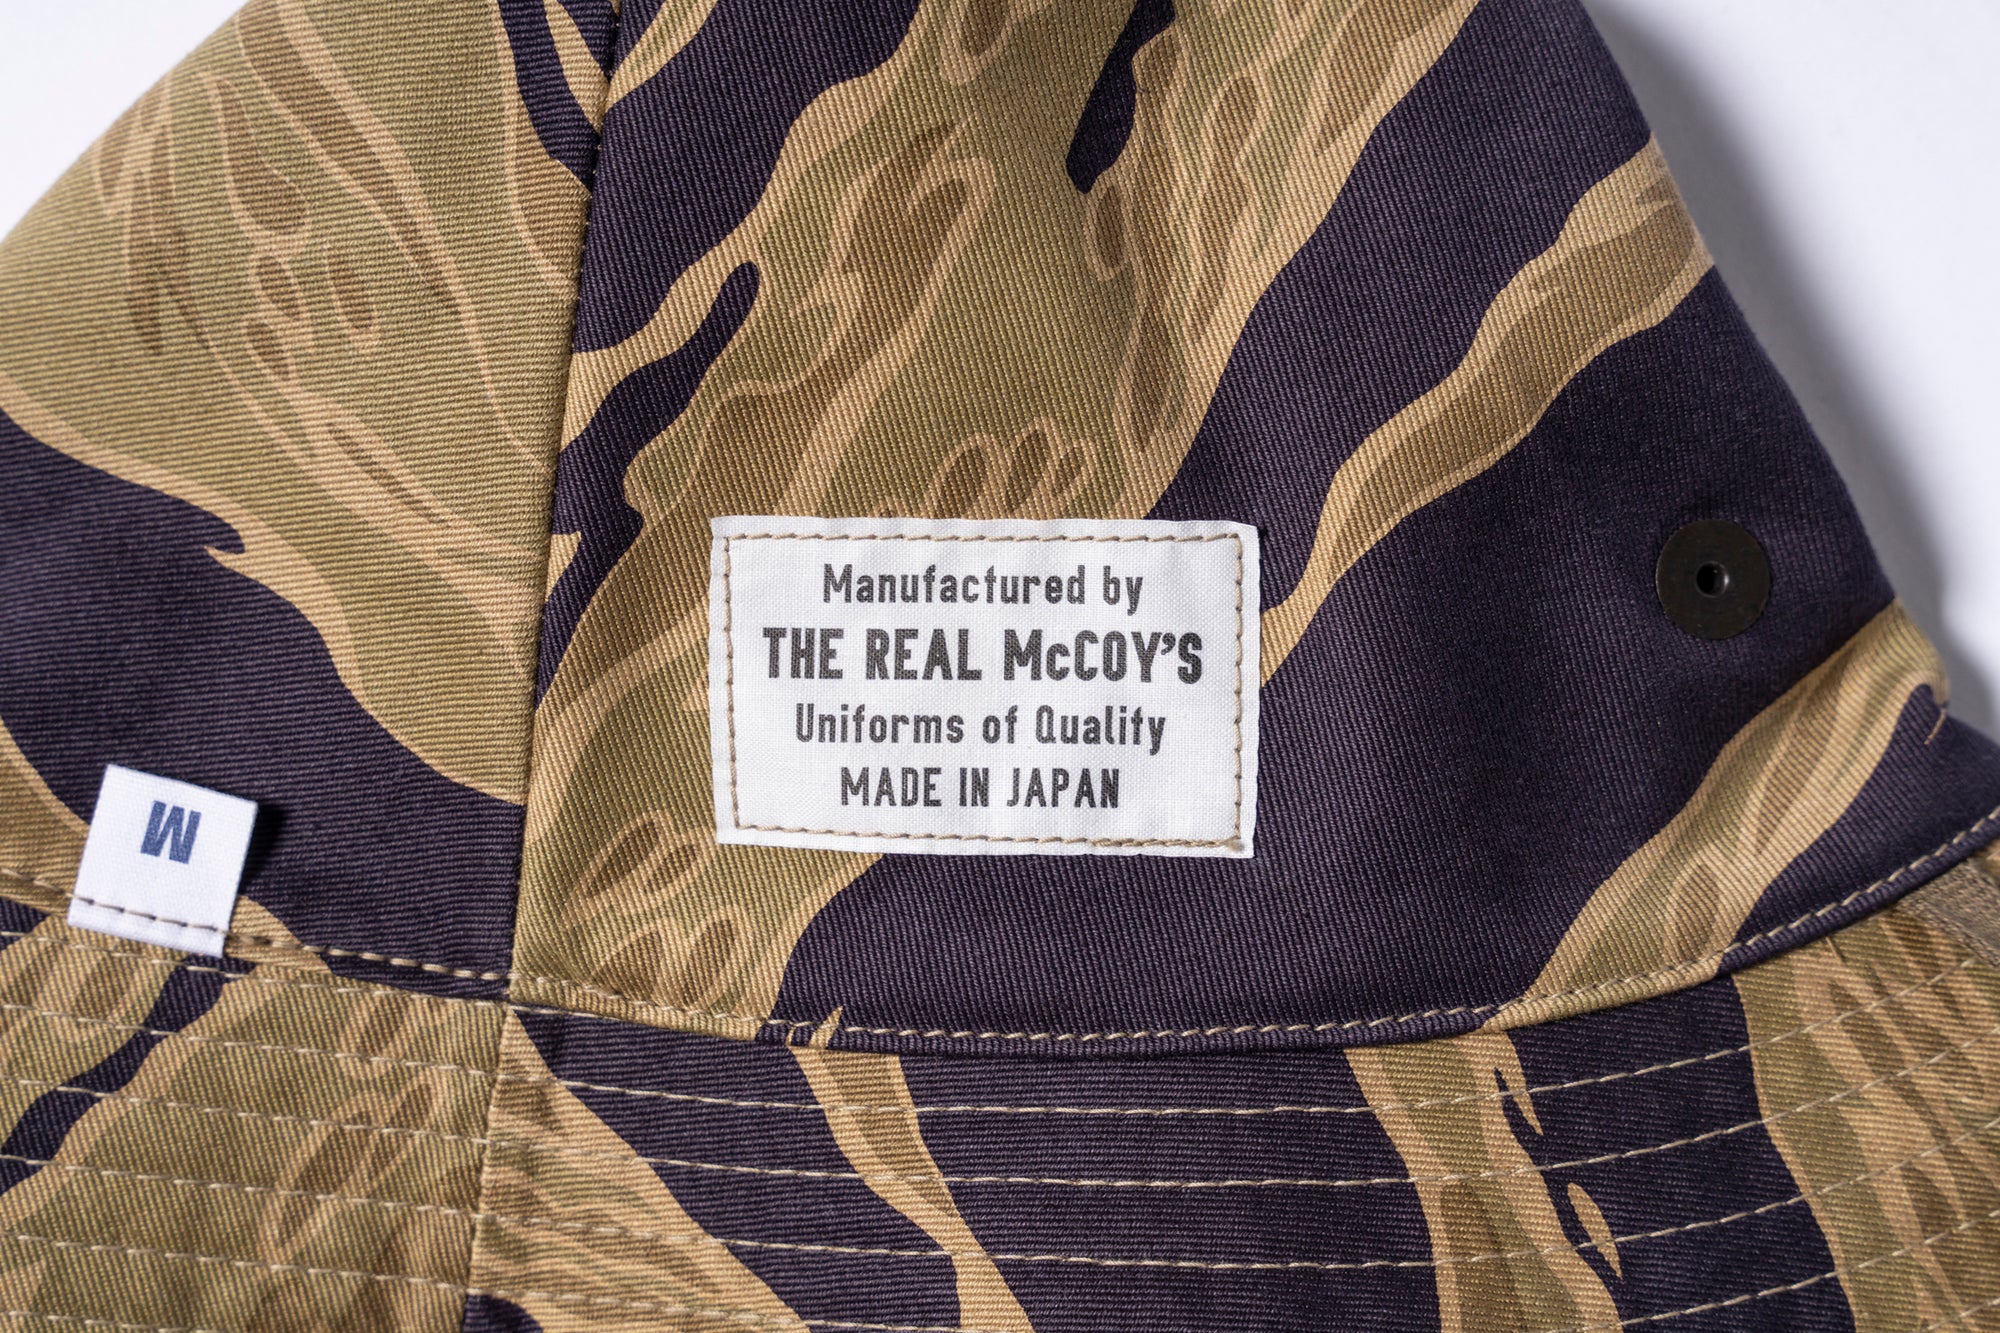 Manufactured by
THE REAL McCOY'S
Uniforms of Quality
MADE IN JAPAN
M